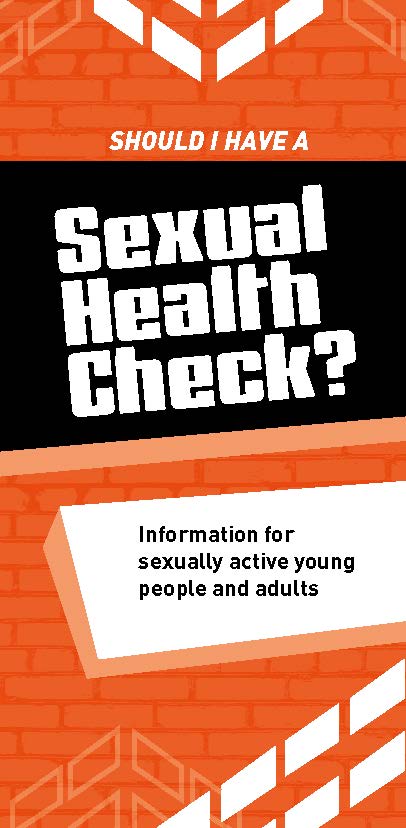 SHOULD I HAVE A
Sexual
Health
Check?
Information for
sexually active young
people and adults